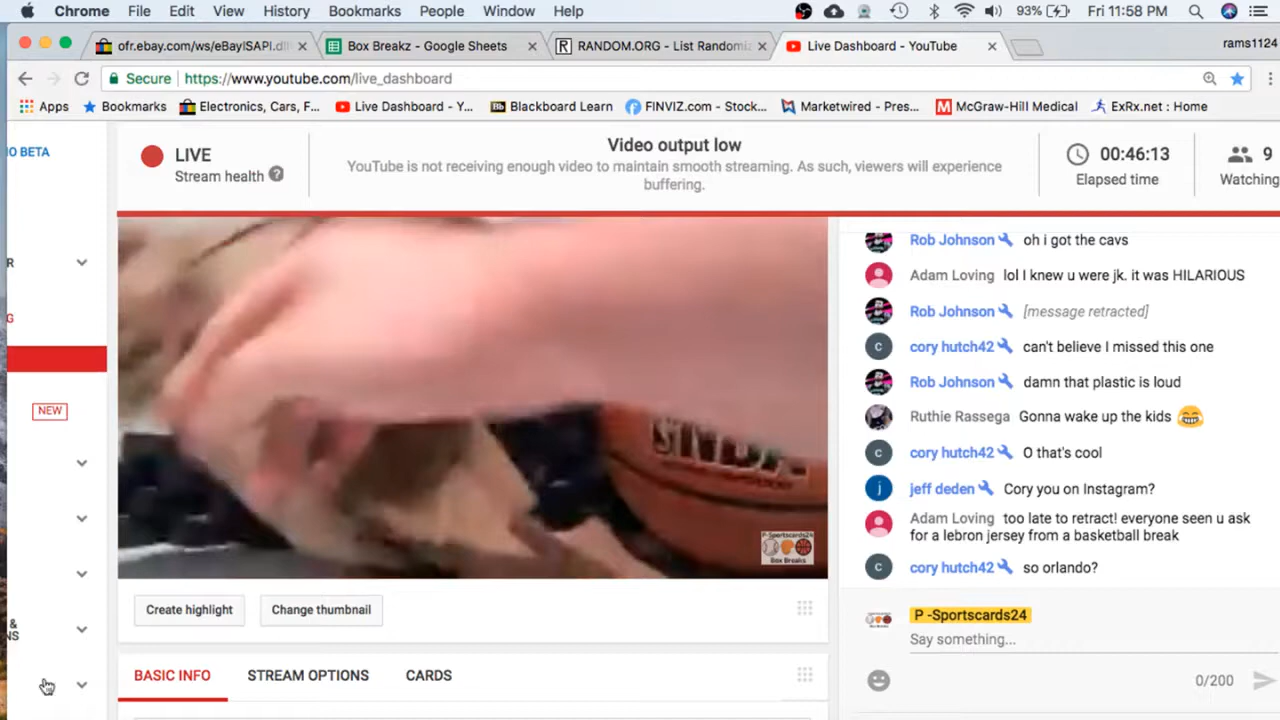 Chrome File Edit View History Bookmarks People Window Help 93% Fri 11:58 PM
ofr.ebay.com/ws/eBayISAPI.dll Box Breakz - Google Sheets RANDOM.ORG - List Randomiz Live Dashboard - YouTube rams1124
Secure https://www.youtube.com/live_dashboard
Apps Bookmarks Electronics, Cars, F... Live Dashboard - Y... Bb Blackboard Learn FINVIZ.com - Stock... Marketwired - Pres... McGraw-Hill Medical ExRx.net : Home
O BETA
R
G
NEW
&
NS
LIVE
Stream health
Video output low
YouTube is not receiving enough video to maintain smooth streaming. As such, viewers will experience
buffering.
00:46:13
Elapsed time
9
Watching
P-Sportscards24
Box Breaks
Create highlight Change thumbnail
BASIC INFO STREAM OPTIONS CARDS
Rob Johnson oh i got the cavs
Adam Loving lol I knew u were jk. it was HILARIOUS
Rob Johnson [message retracted]
cory hutch42 can't believe I missed this one
Rob Johnson damn that plastic is loud
Ruthie Rassega Gonna wake up the kids 😁
cory hutch42 O that's cool
jeff deden Cory you on Instagram?
Adam Loving too late to retract! everyone seen u ask
for a lebron jersey from a basketball break
cory hutch42 so orlando?
P -Sportscards24
Say something...
0/200